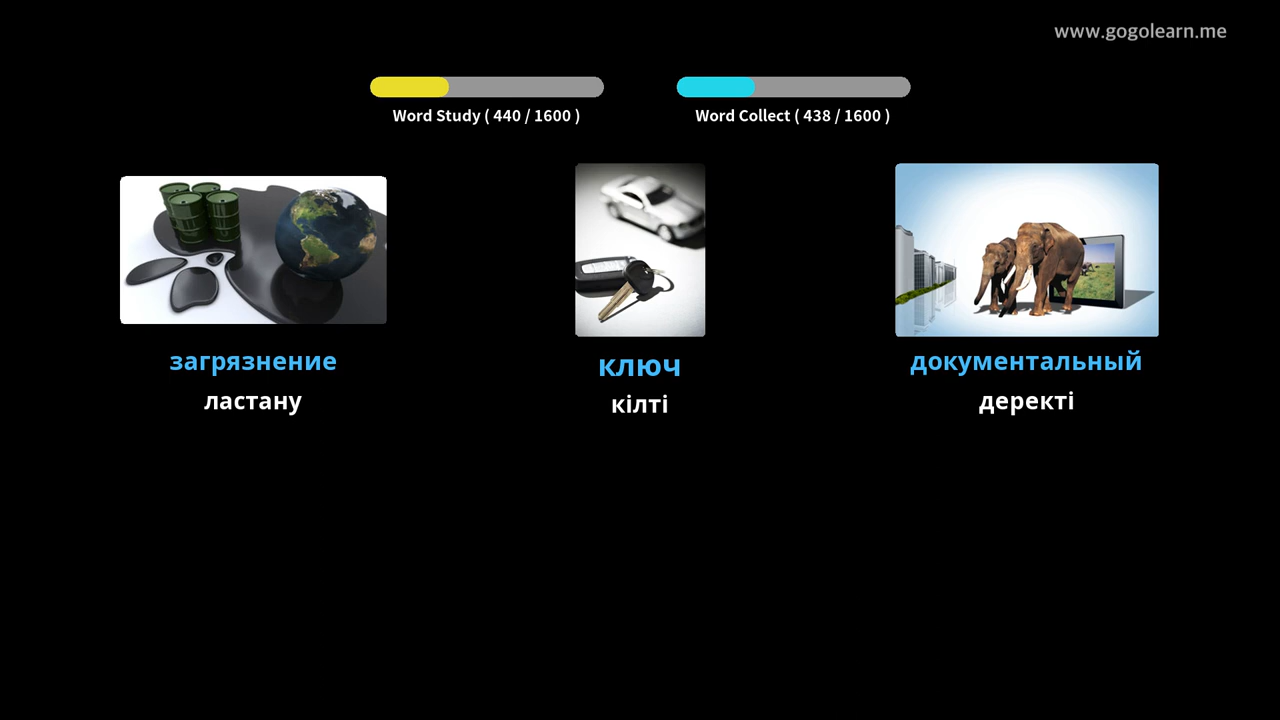 www.gogolearn.me
Word Study ( 440 / 1600 )
Word Collect ( 438 / 1600 )
загрязнение
ластану
ключ
кілті
документальный
деректі